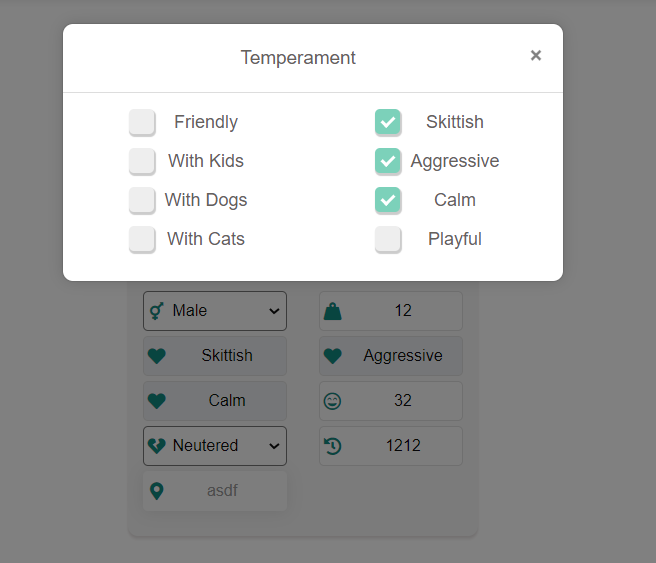 Temperament ×
Friendly Skittish
With Kids Aggressive
With Dogs Calm
With Cats Playful
Male 12
Skittish Aggressive
Calm 32
Neutered 1212
asdf